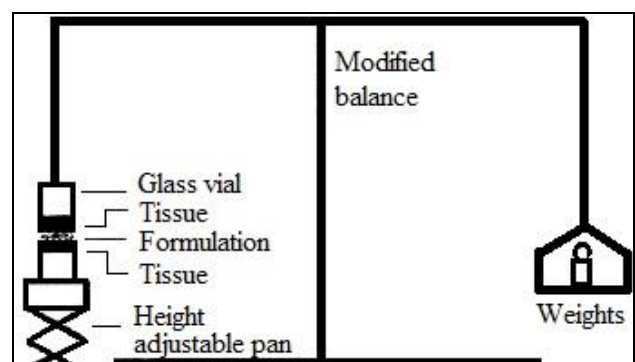 Modified
balance
Glass vial
Tissue
Formulation
Tissue
Height
adjustable pan
Weights